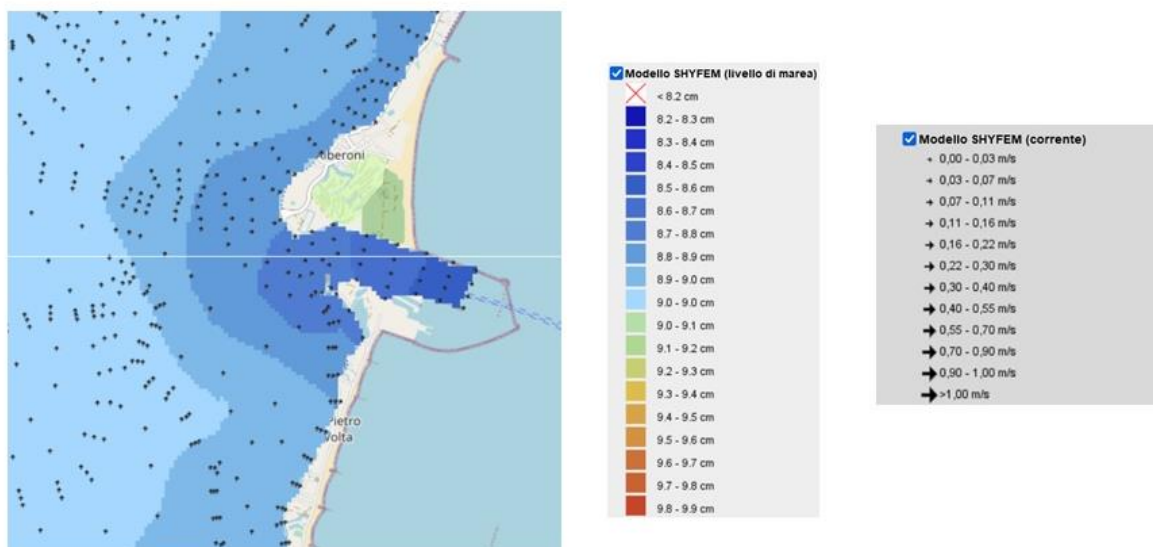 iberoni
Pietro
Volta
Modello SHYFEM (livello di marea)
< 8.2 cm
8.2 - 8.3 cm
8.3 - 8.4 cm
8.4 - 8.5 cm
8.5 - 8.6 cm
8.6 - 8.7 cm
8.7 - 8.8 cm
8.8 - 8.9 cm
8.9 - 9.0 cm
9.0 - 9.0 cm
9.0 - 9.1 cm
9.1 - 9.2 cm
9.2 - 9.3 cm
9.3 - 9.4 cm
9.4 - 9.5 cm
9.5 - 9.6 cm
9.6 - 9.7 cm
9.7 - 9.8 cm
9.8 - 9.9 cm
Modello SHYFEM (corrente)
0,00 - 0,03 m/s
0,03 - 0,07 m/s
0,07 - 0,11 m/s
0,11 - 0,16 m/s
0,16 - 0,22 m/s
0,22 - 0,30 m/s
0,30 - 0,40 m/s
0,40 - 0,55 m/s
0,55 - 0,70 m/s
0,70 - 0,90 m/s
0,90 - 1,00 m/s
>1,00 m/s